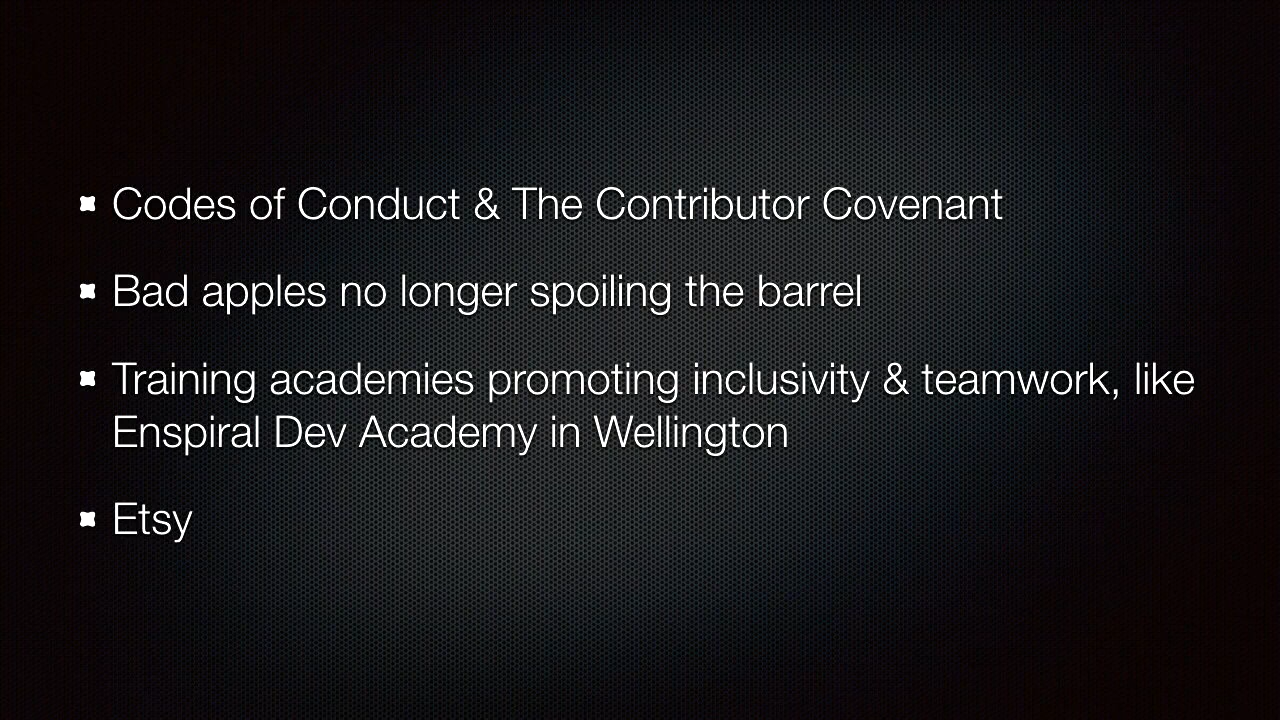 Codes of Conduct & The Contributor Covenant
Bad apples no longer spoiling the barrel
Training academies promoting inclusivity & teamwork, like
Enspiral Dev Academy in Wellington
Etsy